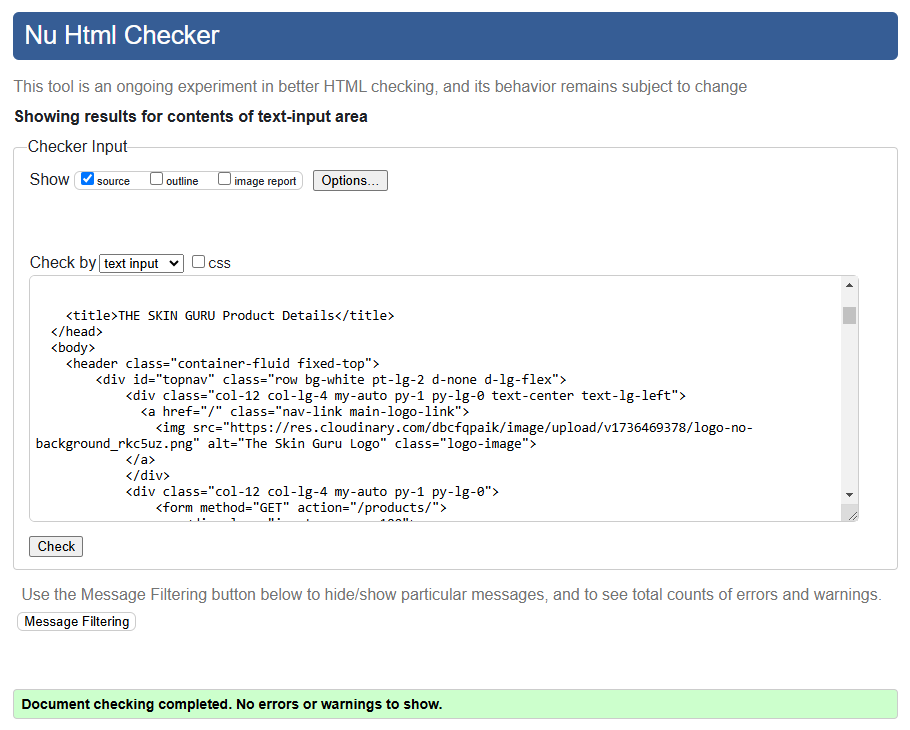 Nu Html Checker
This tool is an ongoing experiment in better HTML checking, and its behavior remains subject to change
Showing results for contents of text-input area
Checker Input
Show source outline image report Options...
Check by text input css
<title>THE SKIN GURU Product Details</title>
</head>
<body>
<header class="container-fluid fixed-top">
<div id="topnav" class="row bg-white pt-lg-2 d-none d-lg-flex">
<div class="col-12 col-lg-4 my-auto py-1 py-lg-0 text-center text-lg-left">
<a href="/" class="nav-link main-logo-link">
<img src="https://res.cloudinary.com/dbcfqpaik/image/upload/v1736469378/logo-no-
background_rkc5uz.png" alt="The Skin Guru Logo" class="logo-image">
</a>
</div>
<div class="col-12 col-lg-4 my-auto py-1 py-lg-0">
<form method="GET" action="/products/">
Check
Use the Message Filtering button below to hide/show particular messages, and to see total counts of errors and warnings.
Message Filtering
Document checking completed. No errors or warnings to show.